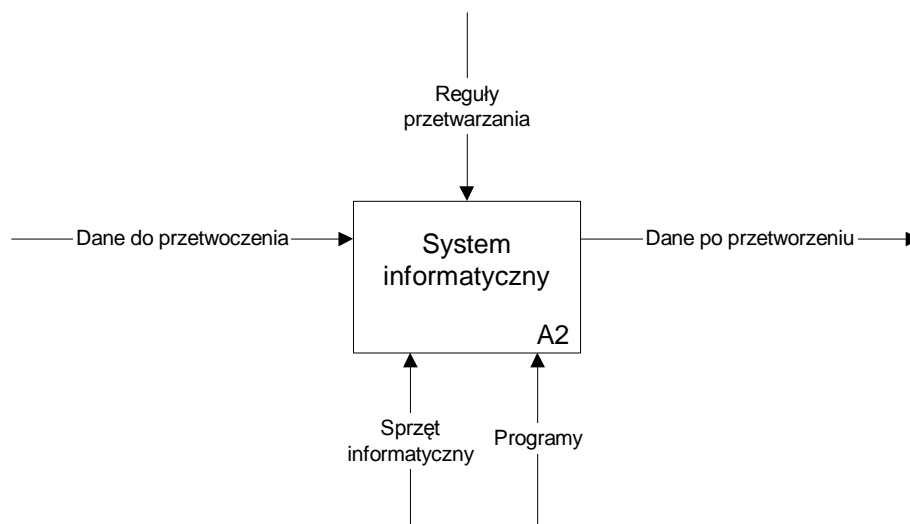 Reguły
przetwarzania
Dane do przetwoczenia
System
informatyczny
A2
Dane po przetworzeniu
Sprzęt
informatyczny
Programy